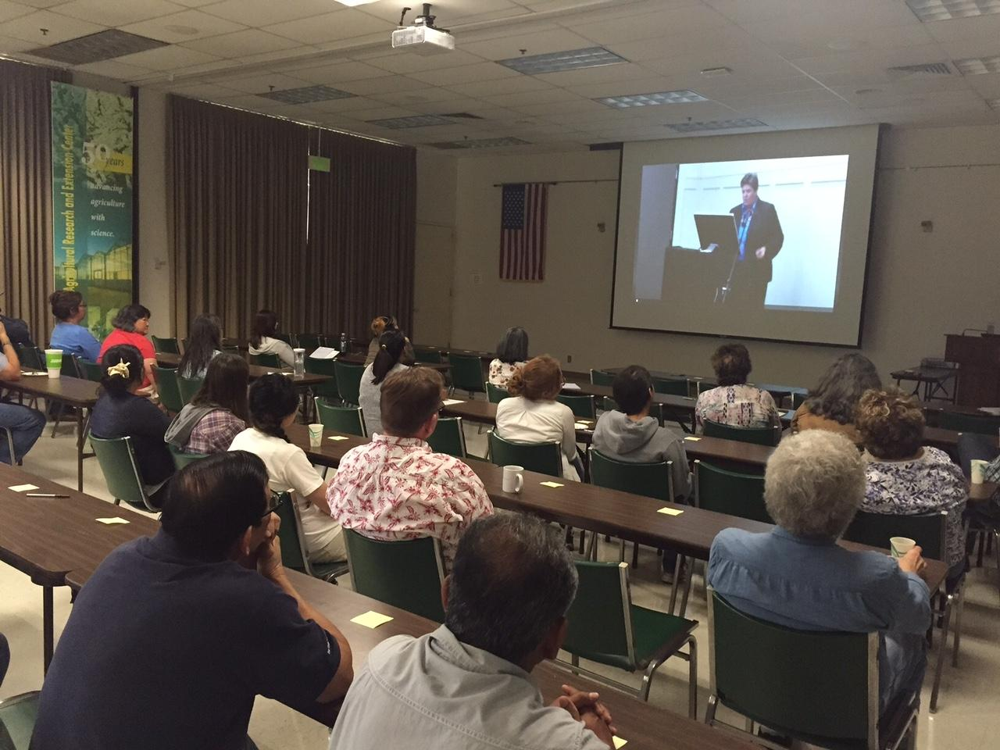 Agricultural Research and Extension Center
50 years
advancing
agriculture
with
science.